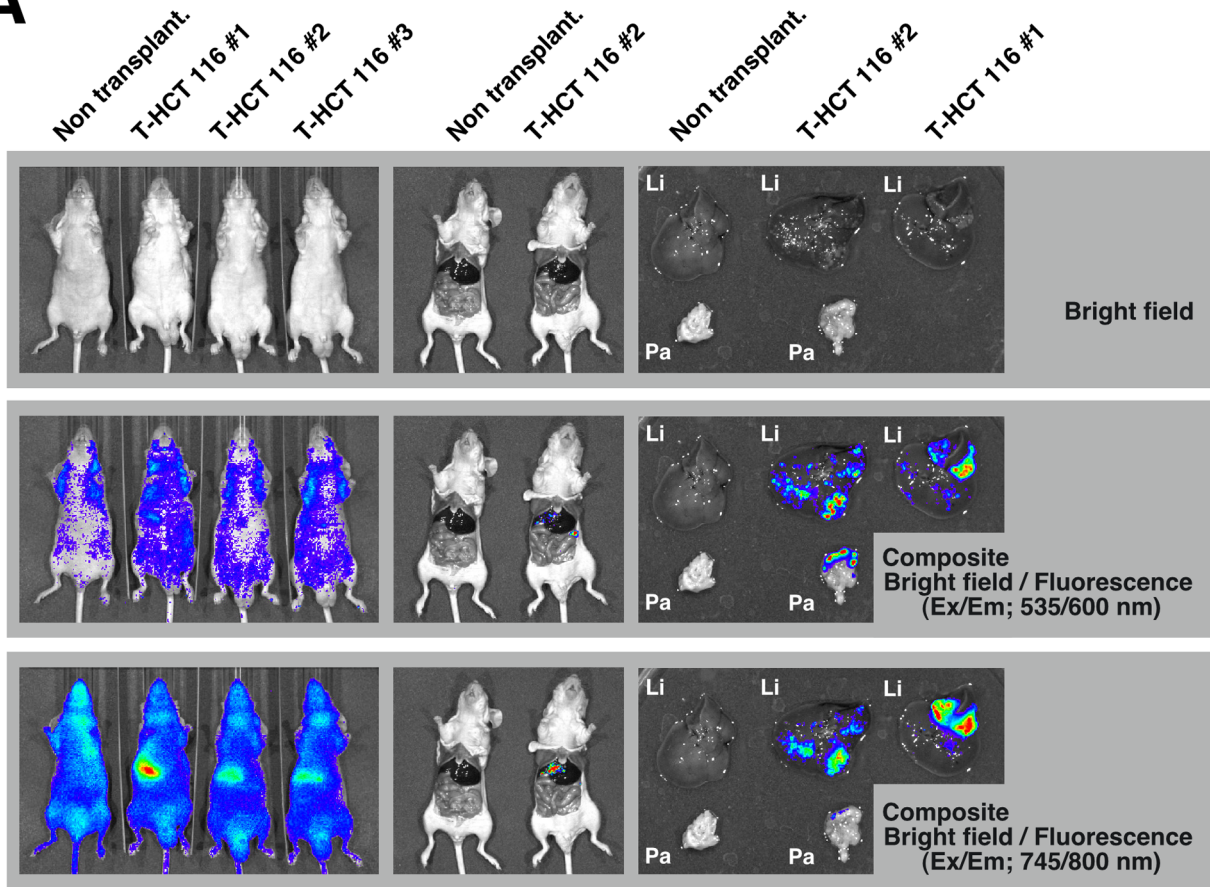 A
Non transplant.
T-HCT 116 #1
T-HCT 116 #2
T-HCT 116 #3
Non transplant.
T-HCT 116 #2
Non transplant.
T-HCT 116 #2
T-HCT 116 #1
Li Li Li
Bright field
Pa Pa
Li Li Li
Composite
Bright field / Fluorescence
(Ex/Em; 535/600 nm)
Pa Pa
Li Li Li
Composite
Bright field / Fluorescence
(Ex/Em; 745/800 nm)
Pa Pa